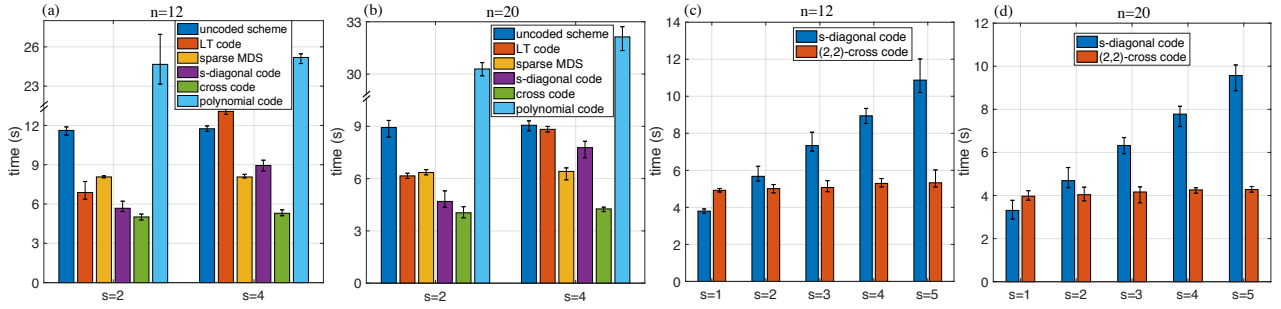 (a)
n=12
time (s)
25
23
12
9
6
3
0
uncoded scheme
LT code
sparse MDS
s-diagonal code
cross code
polynomial code
s=2
s=4
(b)
n=20
time (s)
33
30
9
6
3
0
uncoded scheme
LT code
sparse MDS
s-diagonal code
cross code
polynomial code
s=2
s=4
(c)
n=12
time (s)
14
12
10
8
6
4
2
0
s-diagonal code
(2,2)-cross code
s=1
s=2
s=3
s=4
s=5
(d)
n=20
time (s)
12
10
8
6
4
2
0
s-diagonal code
(2,2)-cross code
s=1
s=2
s=3
s=4
s=5